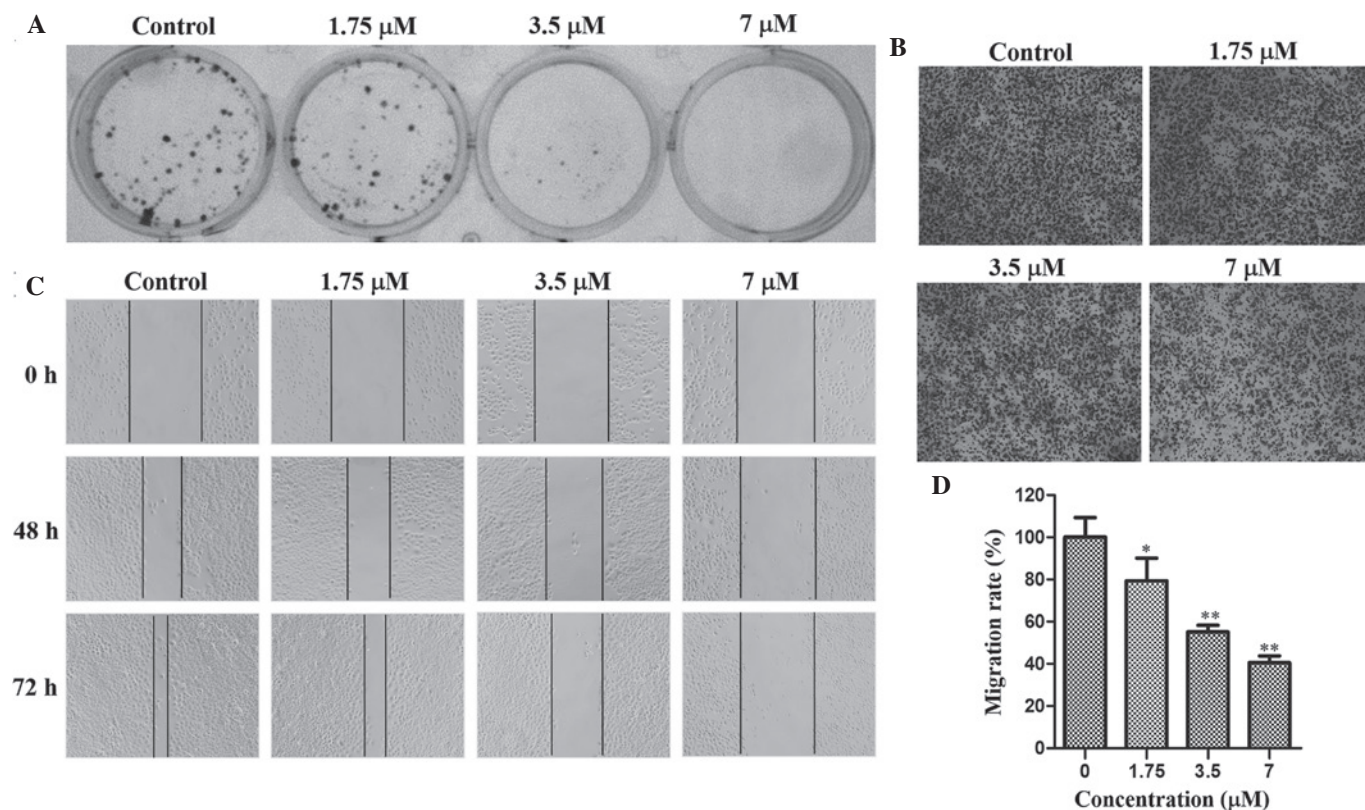 A
Control 1.75 μM 3.5 μM 7 μM
B
Control 1.75 μM
3.5 μM 7 μM
C
Control 1.75 μM 3.5 μM 7 μM
0 h
48 h
72 h
D
Migration rate (%)
120
100
80
60
40
20
0
*
**
**
0 1.75 3.5 7
Concentration (μM)